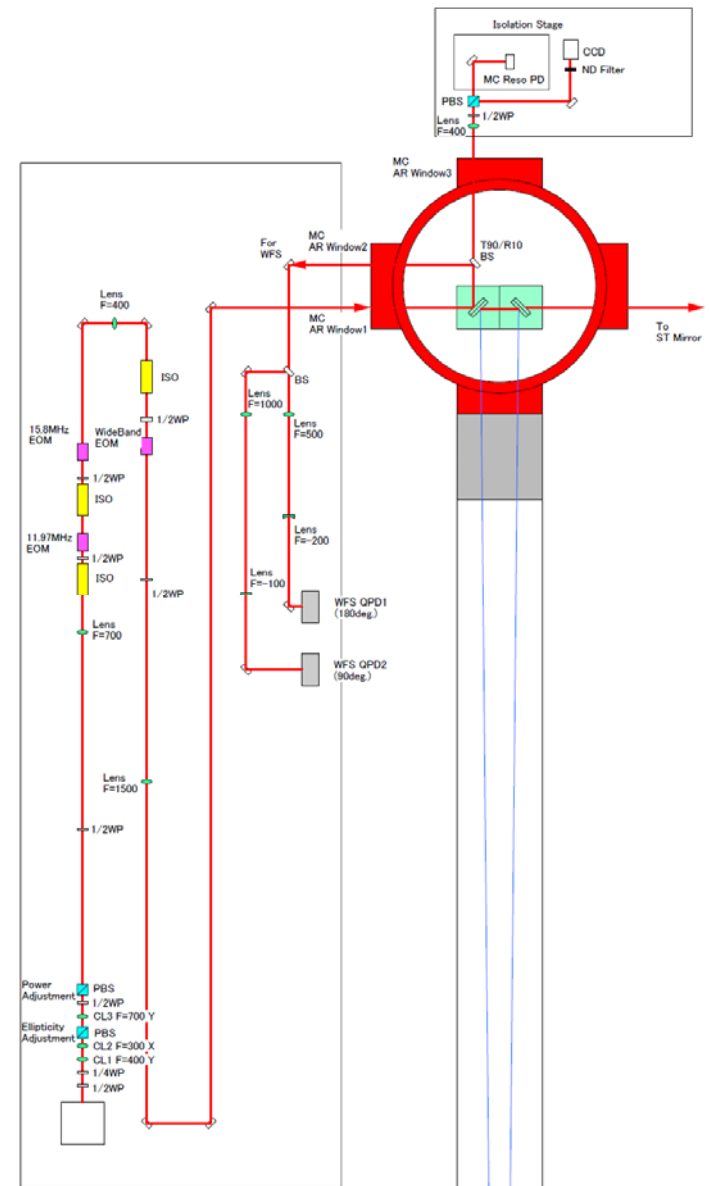 Isolation Stage
CCD
ND Filter
MC Reso PD
PBS
1/2WP
Lens
F=400
MC
AR Window3
MC
AR Window2
For
WFS
T90/R10
BS
MC
AR Window1
To
ST Mirror
Lens
F=400
ISO
BS
Lens
F=1000
1/2WP
15.8MHz
EOM
WideBand
EOM
Lens
F=500
1/2WP
ISO
11.97MHz
EOM
1/2WP
ISO
Lens
F=-200
1/2WP
Lens
F=-100
WFS QPD1
(180deg.)
Lens
F=700
WFS QPD2
(90deg.)
Lens
F=1500
1/2WP
Power
Adjustment
PBS
1/2WP
CL3 F=700 Y
Ellipticity
Adjustment
PBS
CL2 F=300 X
CL1 F=400 Y
1/4WP
1/2WP